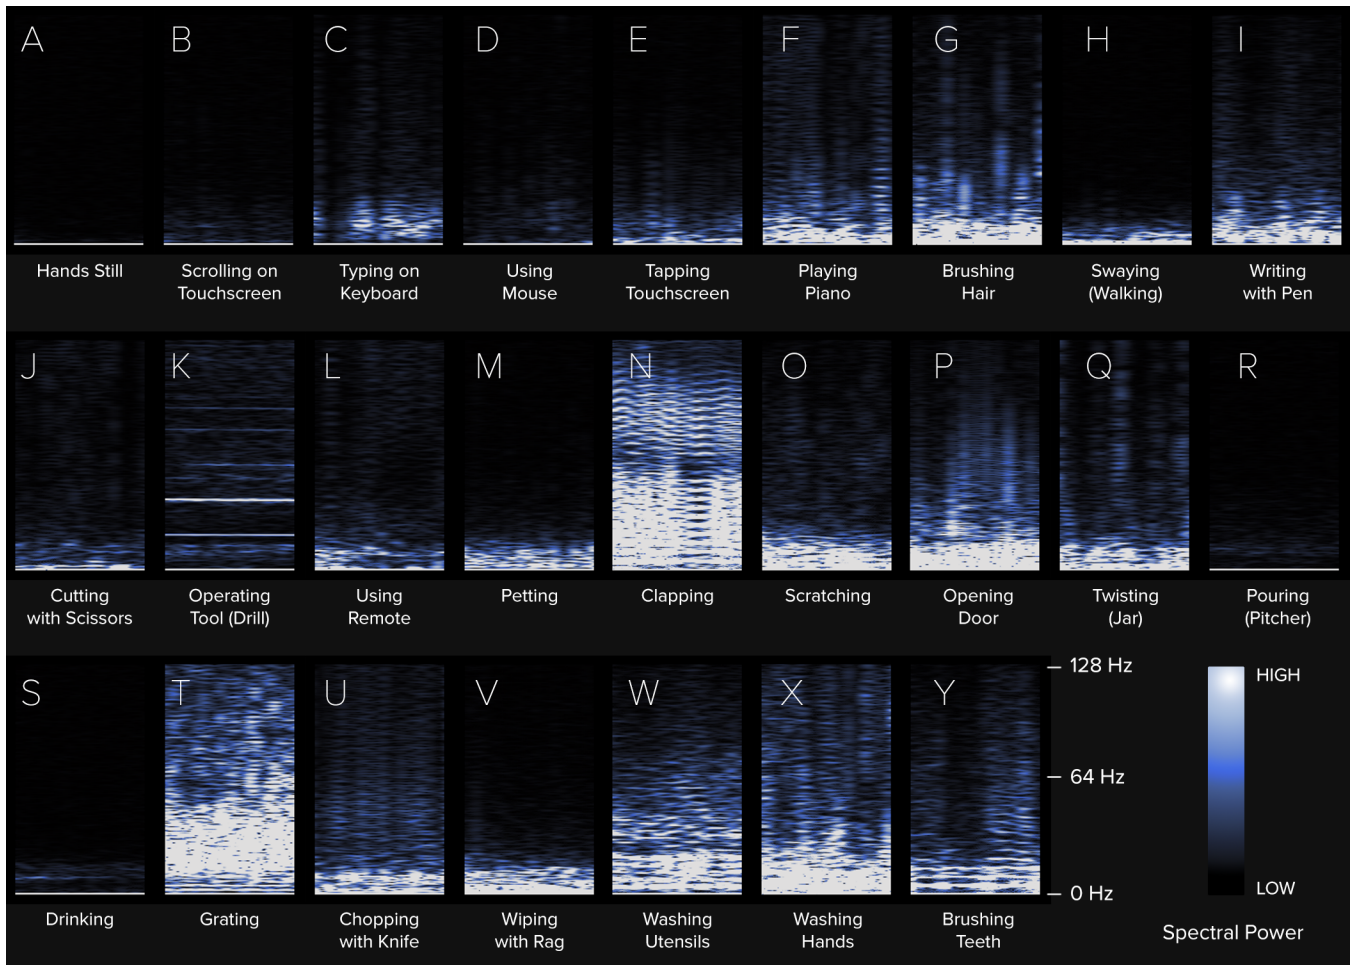 A B C D E F G H I
Hands Still
Scrolling on
Touchscreen
Typing on
Keyboard
Using
Mouse
Tapping
Touchscreen
Playing
Piano
Brushing
Hair
Swaying
(Walking)
Writing
with Pen
J K L M N O P Q R
Cutting
with Scissors
Operating
Tool (Drill)
Using
Remote
Petting
Clapping
Scratching
Opening
Door
Twisting
(Jar)
Pouring
(Pitcher)
S T U V W X Y
128 Hz
64 Hz
0 Hz
HIGH
LOW
Spectral Power
Drinking
Grating
Chopping
with Knife
Wiping
with Rag
Washing
Utensils
Washing
Hands
Brushing
Teeth